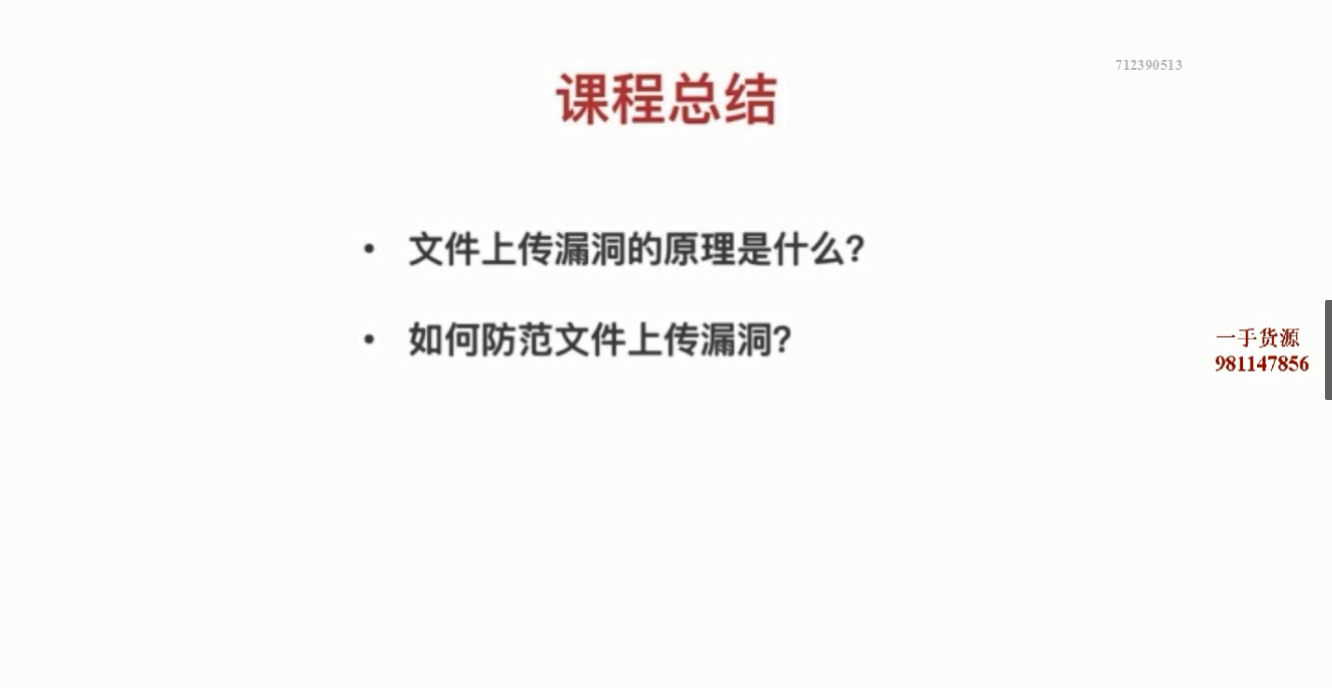 712390513
课程总结
• 文件上传漏洞的原理是什么?
• 如何防范文件上传漏洞?
一手货源
981147856